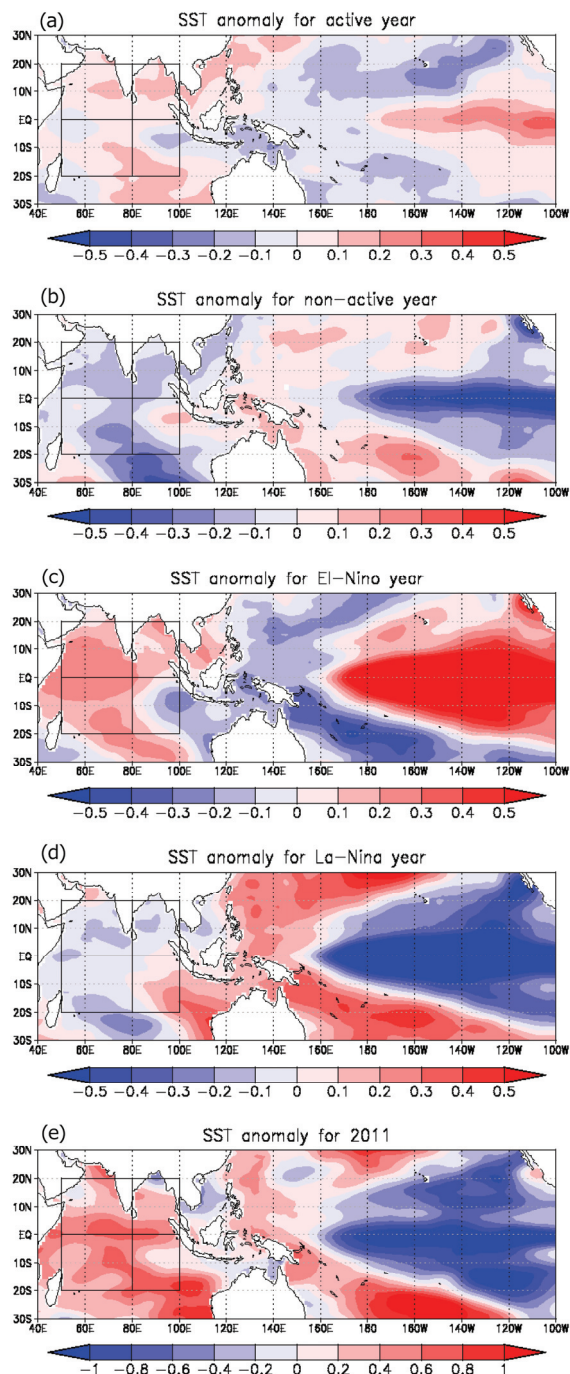 (a)
SST anomaly for active year
30N
20N
10N
EQ
10S
20S
30S
40E 60E 80E 100E 120E 140E 160E 180 160W 140W 120W 100W
−0.5 −0.4 −0.3 −0.2 −0.1 0 0.1 0.2 0.3 0.4 0.5
(b)
SST anomaly for non−active year
30N
20N
10N
EQ
10S
20S
30S
40E 60E 80E 100E 120E 140E 160E 180 160W 140W 120W 100W
−0.5 −0.4 −0.3 −0.2 −0.1 0 0.1 0.2 0.3 0.4 0.5
(c)
SST anomaly for El−Nino year
30N
20N
10N
EQ
10S
20S
30S
40E 60E 80E 100E 120E 140E 160E 180 160W 140W 120W 100W
−0.5 −0.4 −0.3 −0.2 −0.1 0 0.1 0.2 0.3 0.4 0.5
(d)
SST anomaly for La−Nina year
30N
20N
10N
EQ
10S
20S
30S
40E 60E 80E 100E 120E 140E 160E 180 160W 140W 120W 100W
−0.5 −0.4 −0.3 −0.2 −0.1 0 0.1 0.2 0.3 0.4 0.5
(e)
SST anomaly for 2011
30N
20N
10N
EQ
10S
20S
30S
40E 60E 80E 100E 120E 140E 160E 180 160W 140W 120W 100W
−1 −0.8 −0.6 −0.4 −0.2 0 0.2 0.4 0.6 0.8 1